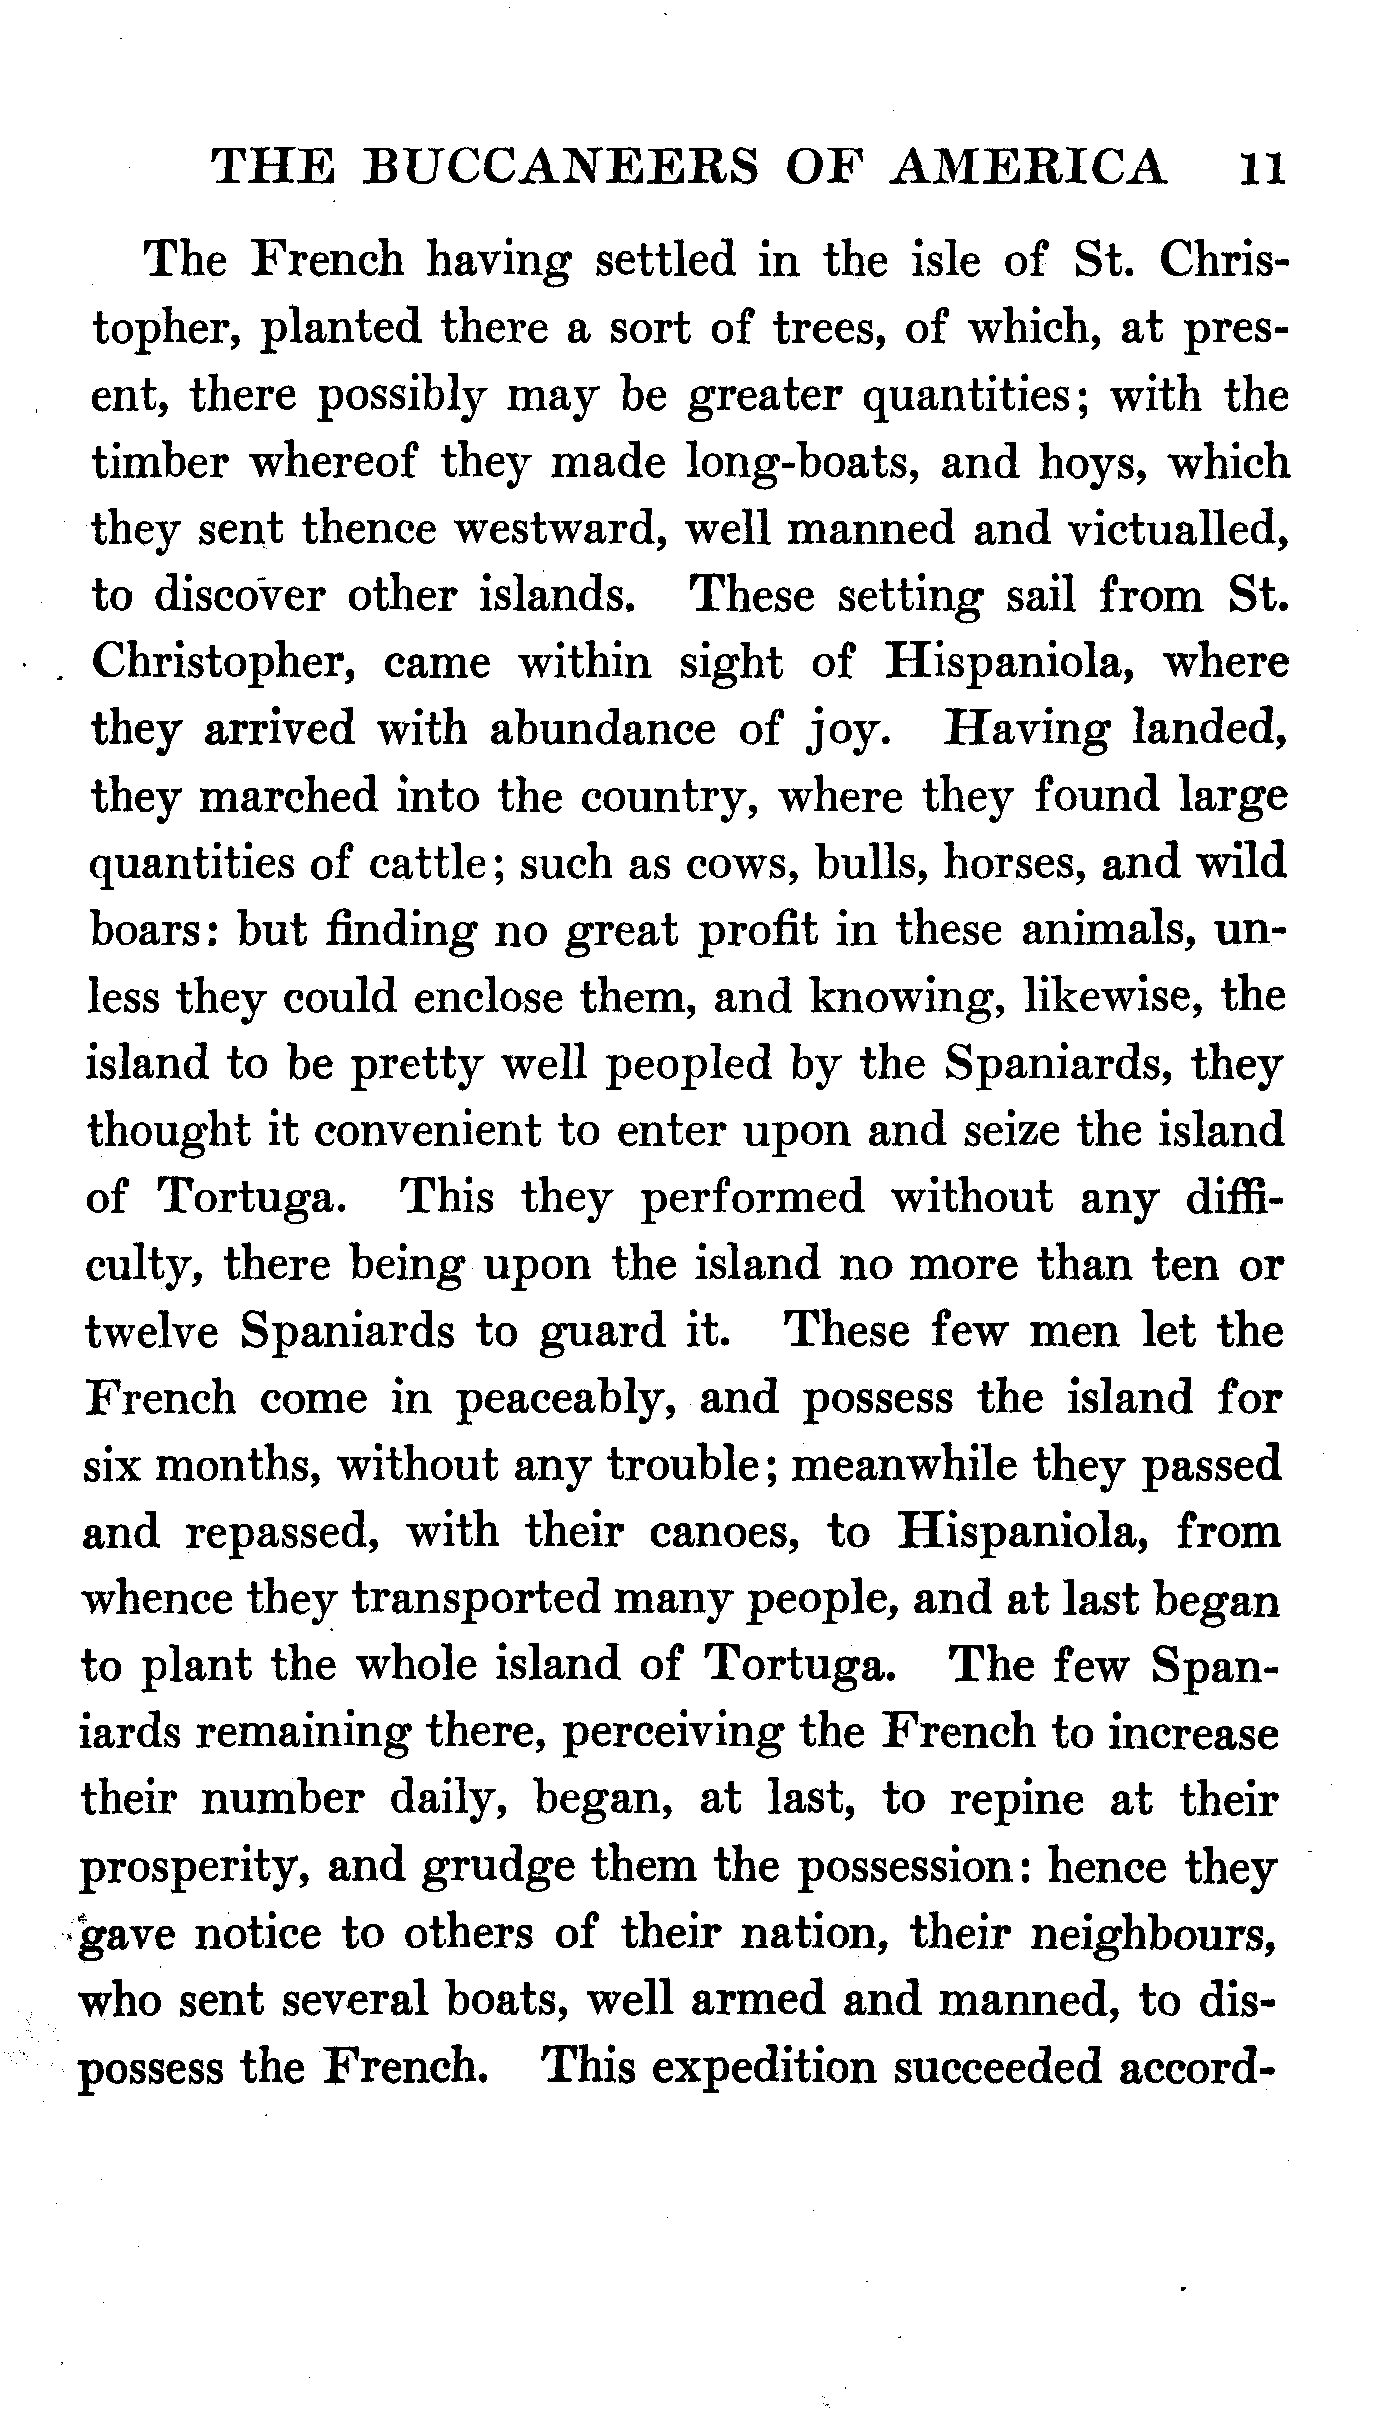 THE BUCCANEERS OF AMERICA 11
The French having settled in the isle of St. Chris-
topher, planted there a sort of trees, of which, at pres-
ent, there possibly may be greater quantities; with the
timber whereof they made long-boats, and hoys, which
they sent thence westward, well manned and victualled,
to discover other islands. These setting sail from St.
Christopher, came within sight of Hispaniola, where
they arrived with abundance of joy. Having landed,
they marched into the country, where they found large
quantities of cattle; such as cows, bulls, horses, and wild
boars: but finding no great profit in these animals, un-
less they could enclose them, and knowing, likewise, the
island to be pretty well peopled by the Spaniards, they
thought it convenient to enter upon and seize the island
of Tortuga. This they performed without any diffi-
culty, there being upon the island no more than ten or
twelve Spaniards to guard it. These few men let the
French come in peaceably, and possess the island for
six months, without any trouble; meanwhile they passed
and repassed, with their canoes, to Hispaniola, from
whence they transported many people, and at last began
to plant the whole island of Tortuga. The few Span-
iards remaining there, perceiving the French to increase
their number daily, began, at last, to repine at their
prosperity, and grudge them the possession: hence they
gave notice to others of their nation, their neighbours,
who sent several boats, well armed and manned, to dis-
possess the French. This expedition succeeded accord-